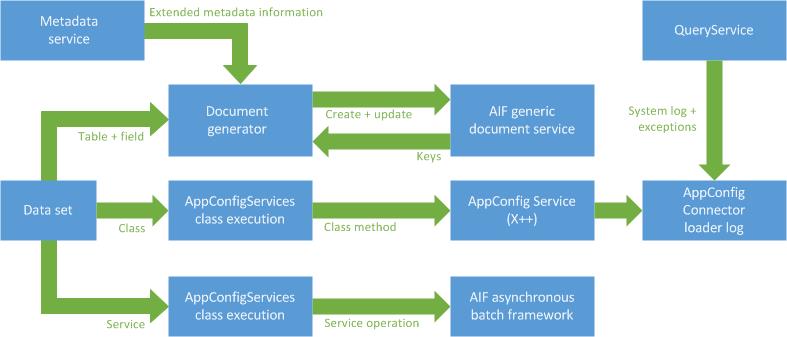 Metadata
service
Extended metadata information
QueryService
Document
generator
Create + update
AIF generic
document service
System log +
exceptions
Table + field
Keys
Data set
Class
AppConfigServices
class execution
Class method
AppConfig Service
(X++)
AppConfig
Connector
loader log
Service
AppConfigServices
class execution
Service operation
AIF asynchronous
batch framework